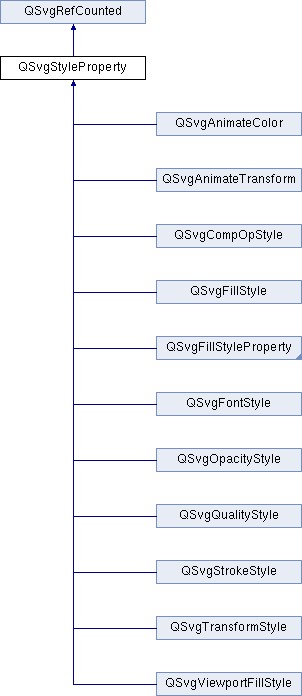 QSvgRefCounted
QSvgStyleProperty
QSvgAnimateColor
QSvgAnimateTransform
QSvgCompOpStyle
QSvgFillStyle
QSvgFillStyleProperty
QSvgFontStyle
QSvgOpacityStyle
QSvgQualityStyle
QSvgStrokeStyle
QSvgTransformStyle
QSvgViewportFillStyle